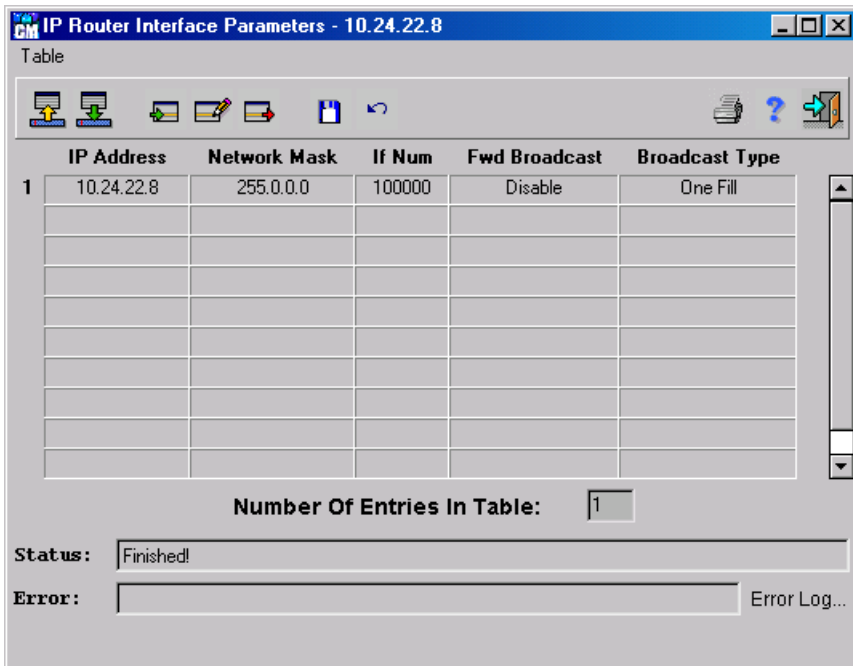 CM IP Router Interface Parameters - 10.24.22.8
Table
IP Address Network Mask If Num Fwd Broadcast Broadcast Type
1 10.24.22.8 255.0.0.0 100000 Disable One Fill
Number Of Entries In Table: 1
Status: Finished!
Error: Error Log...